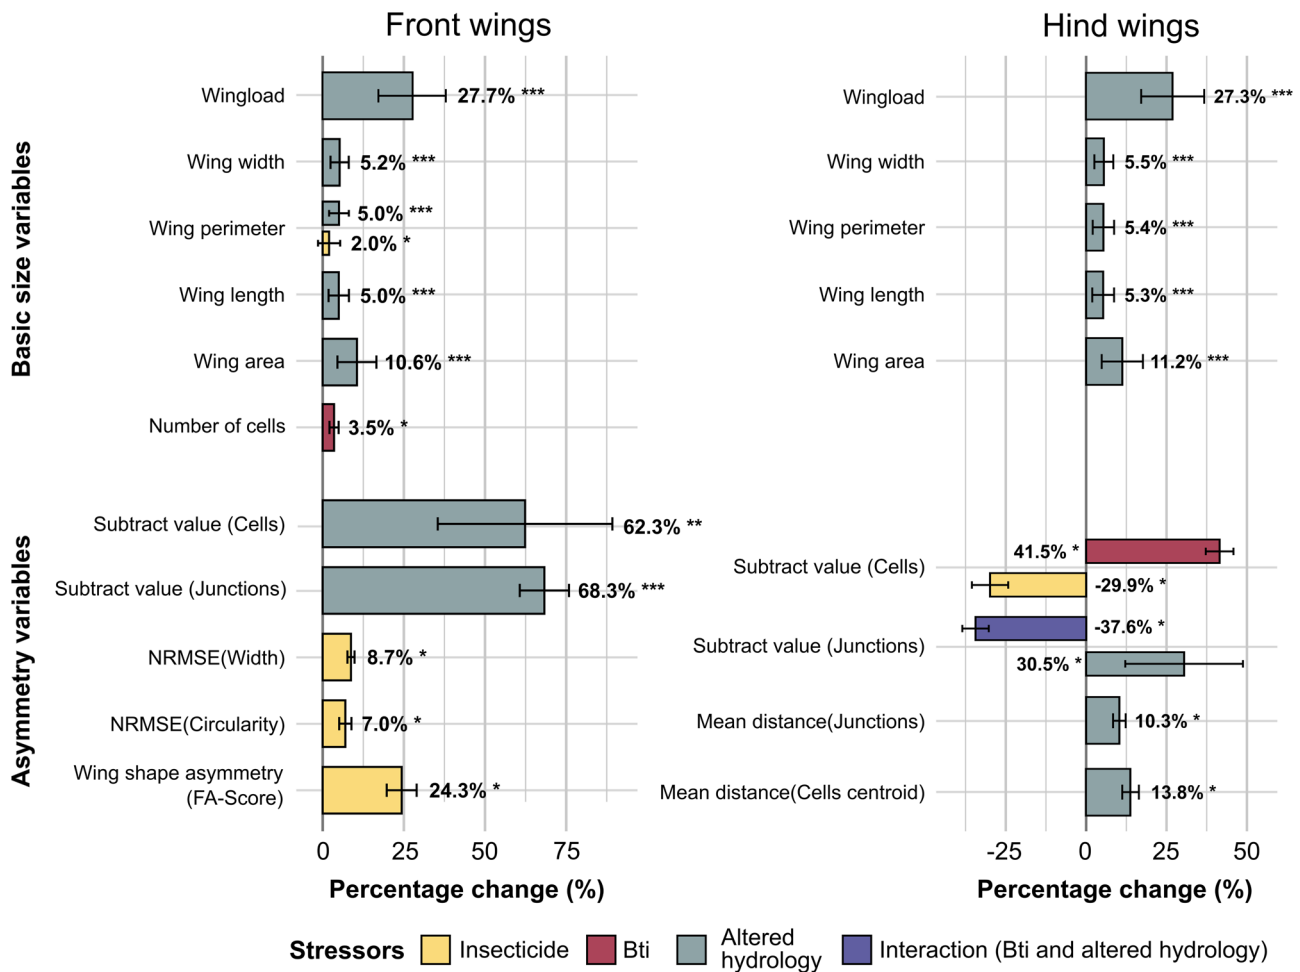 Front wings
Hind wings
Basic size variables
Wingload
27.7% ***
Wing width
5.2% ***
Wing perimeter
5.0% ***
2.0% *
Wing length
5.0% ***
Wing area
10.6% ***
Number of cells
3.5% *
Asymmetry variables
Subtract value (Cells)
62.3% **
Subtract value (Junctions)
68.3% ***
NRMSE(Width)
8.7% *
NRMSE(Circularity)
7.0% *
Wing shape asymmetry
(FA-Score)
24.3% *
0 25 50 75
Percentage change (%)
Wingload
27.3% ***
Wing width
5.5% ***
Wing perimeter
5.4% ***
Wing length
5.3% ***
Wing area
11.2% ***
Subtract value (Cells)
41.5% *
-29.9% *
Subtract value (Junctions)
-37.6% *
30.5% *
Mean distance(Junctions)
10.3% *
Mean distance(Cells centroid)
13.8% *
-25 0 25 50
Percentage change (%)
Stressors
Insecticide
Bti
Altered
hydrology
Interaction (Bti and altered hydrology)